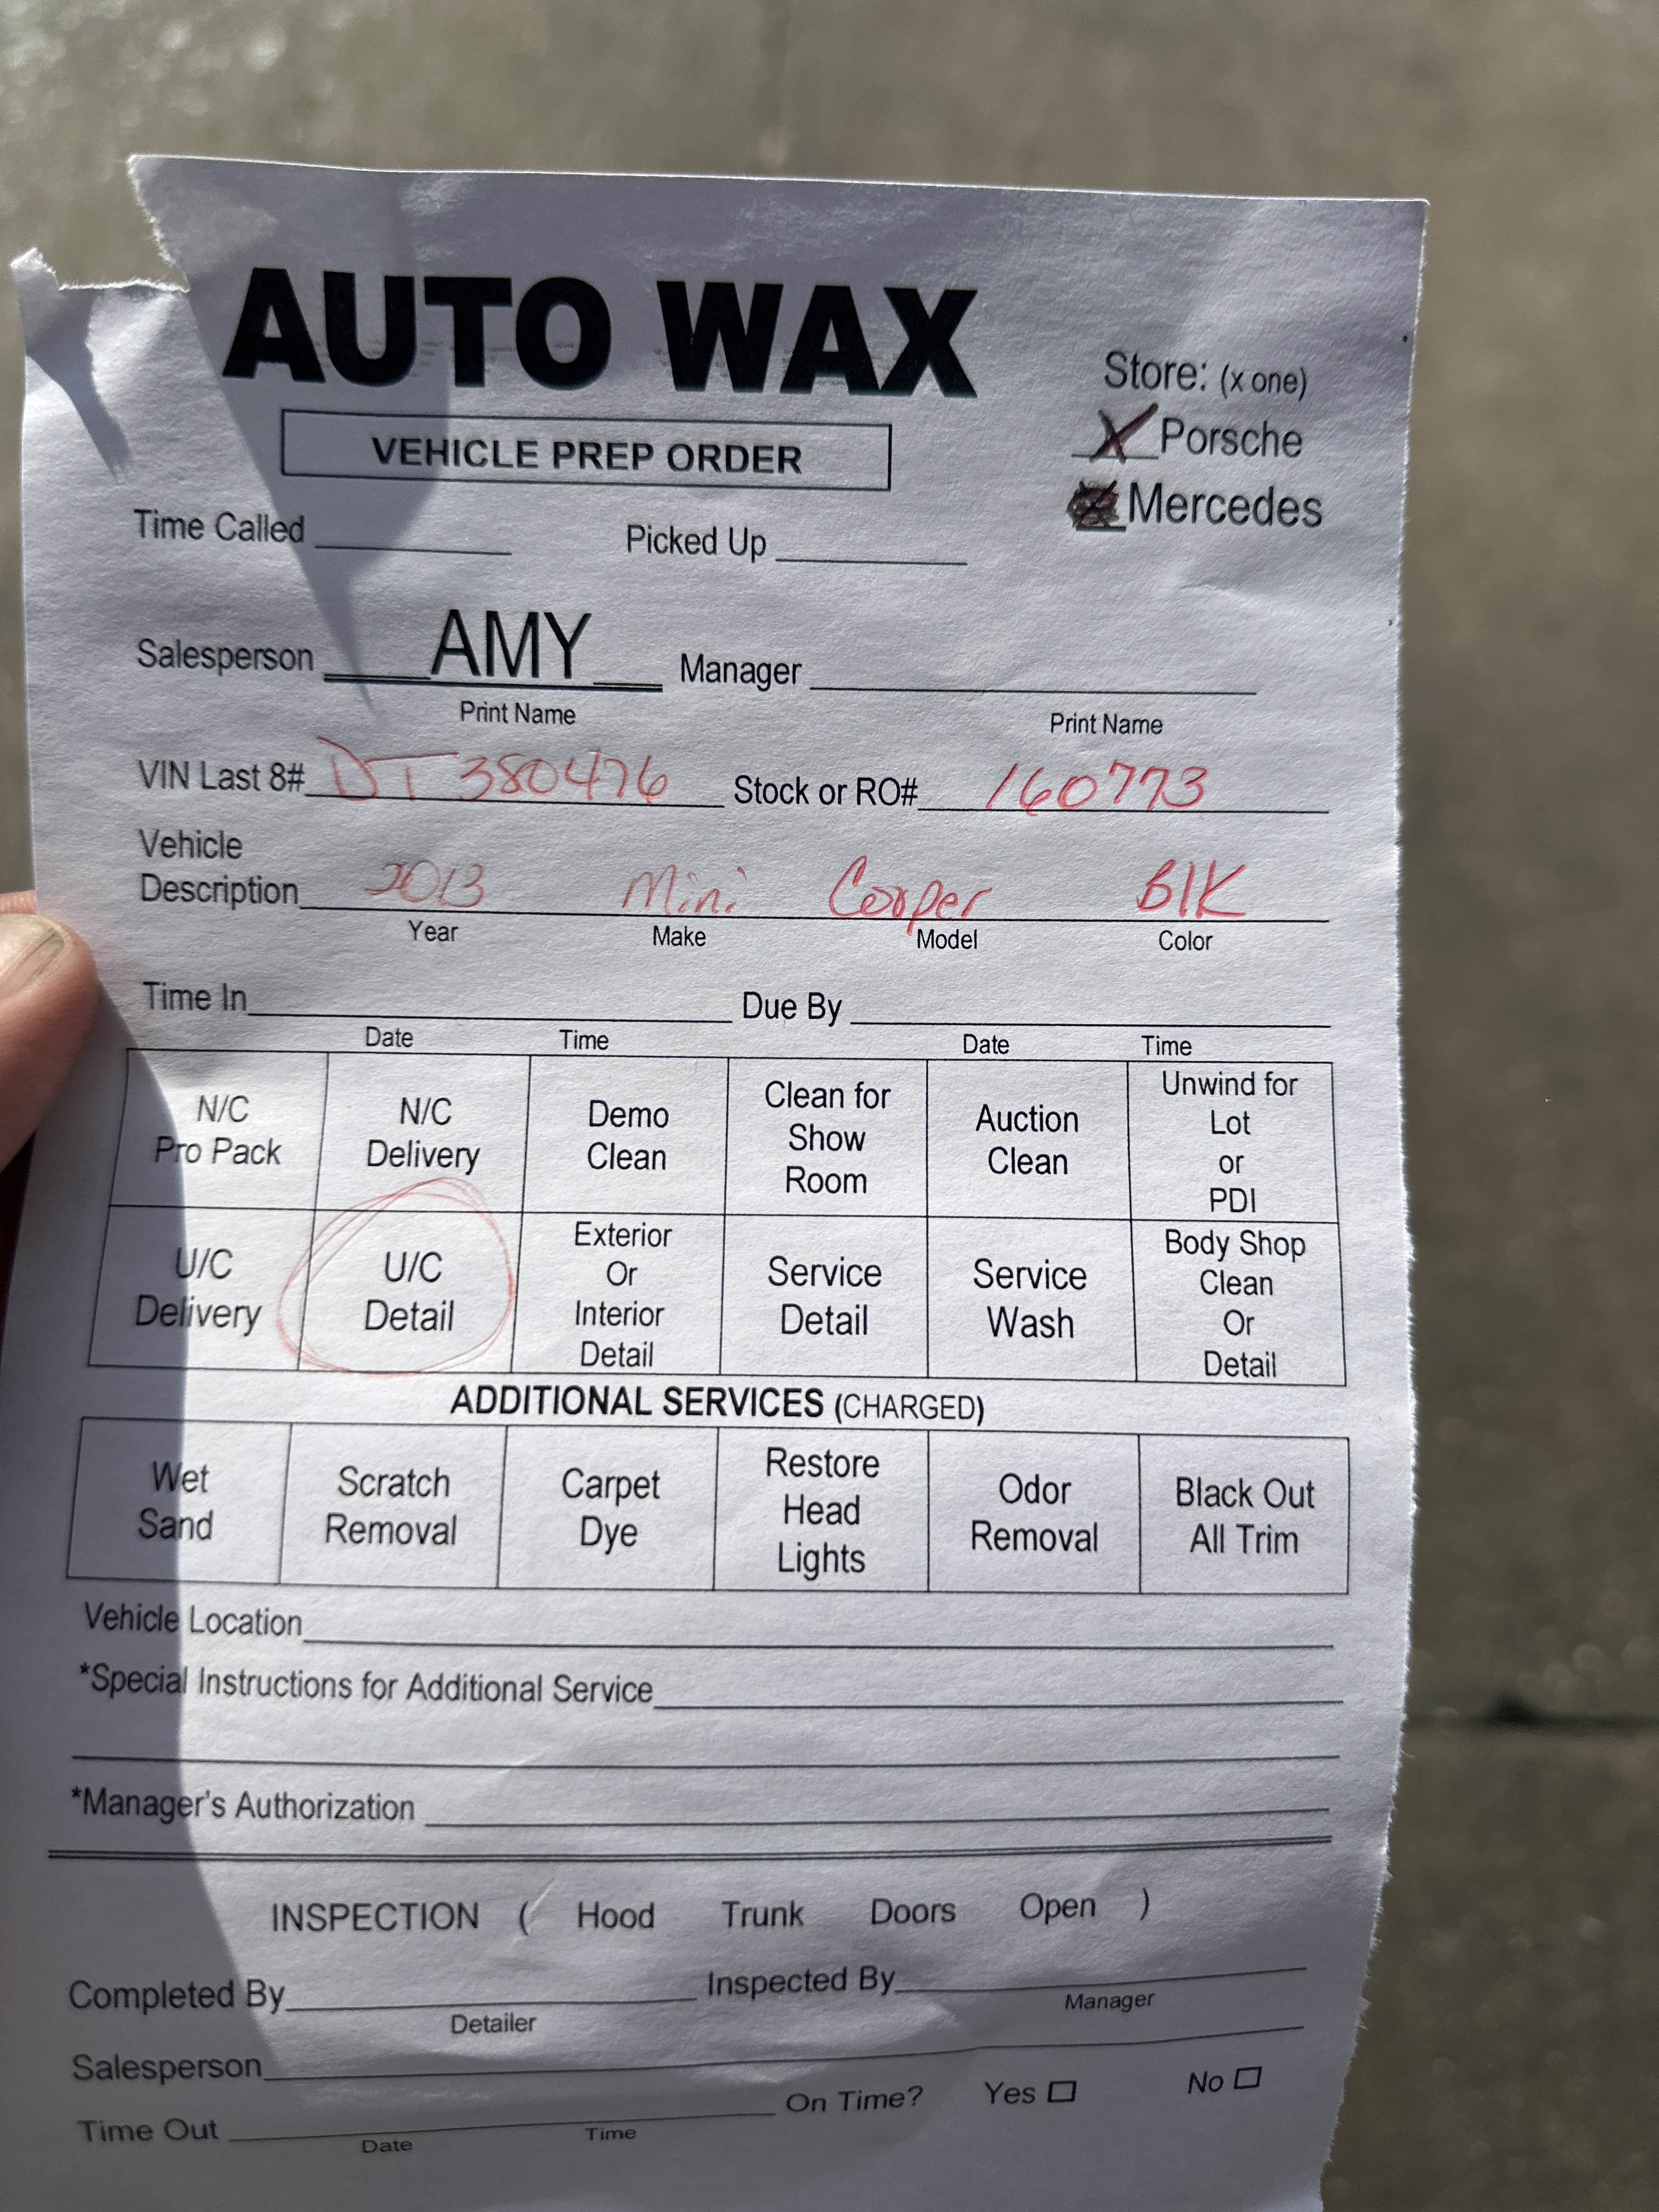 AUTO WAX
VEHICLE PREP ORDER
Store: (x one)
X Porsche
Mercedes
Time Called Picked Up
Salesperson AMY Manager
Print Name Print Name
VIN Last 8# DT380476 Stock or RO# 160773
Vehicle
Description 2013 Mini Cooper Blk
Year Make Model Color
Time In Due By
Date Time Date Time
N/C Pro Pack
N/C Delivery
Demo Clean
Clean for Show Room
Auction Clean
Unwind for Lot or PDI
U/C Delivery
U/C Detail
Exterior Or Interior Detail
Service Detail
Service Wash
Body Shop Clean Or Detail
ADDITIONAL SERVICES (CHARGED)
Wet Sand
Scratch Removal
Carpet Dye
Restore Head Lights
Odor Removal
Black Out All Trim
Vehicle Location
*Special Instructions for Additional Service
*Manager's Authorization
INSPECTION ( Hood Trunk Doors Open )
Completed By Inspected By
Detailer Manager
Salesperson
On Time? Yes ☐ No ☐
Time Out
Date Time